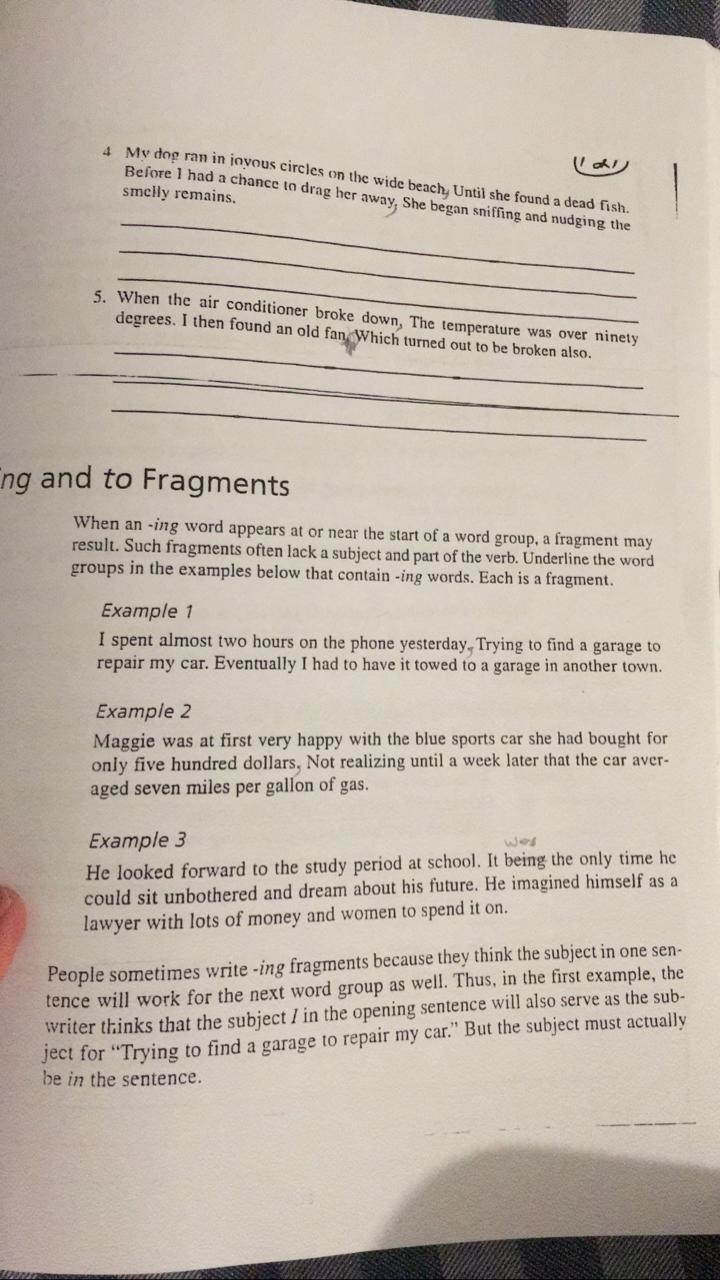 4 My dog ran in joyous circles on the wide beach, Until she found a dead fish.
Before I had a chance to drag her away, She began sniffing and nudging the
smelly remains.
5. When the air conditioner broke down, The temperature was over ninety
degrees. I then found an old fan, Which turned out to be broken also.
ng and to Fragments
When an -ing word appears at or near the start of a word group, a fragment may
result. Such fragments often lack a subject and part of the verb. Underline the word
groups in the examples below that contain -ing words. Each is a fragment.
Example 1
I spent almost two hours on the phone yesterday, Trying to find a garage to
repair my car. Eventually I had to have it towed to a garage in another town.
Example 2
Maggie was at first very happy with the blue sports car she had bought for
only five hundred dollars, Not realizing until a week later that the car aver-
aged seven miles per gallon of gas.
Example 3
was
He looked forward to the study period at school. It being the only time he
could sit unbothered and dream about his future. He imagined himself as a
lawyer with lots of money and women to spend it on.
People sometimes write -ing fragments because they think the subject in one sen-
tence will work for the next word group as well. Thus, in the first example, the
writer thinks that the subject I in the opening sentence will also serve as the sub-
ject for “Trying to find a garage to repair my car.” But the subject must actually
be in the sentence.